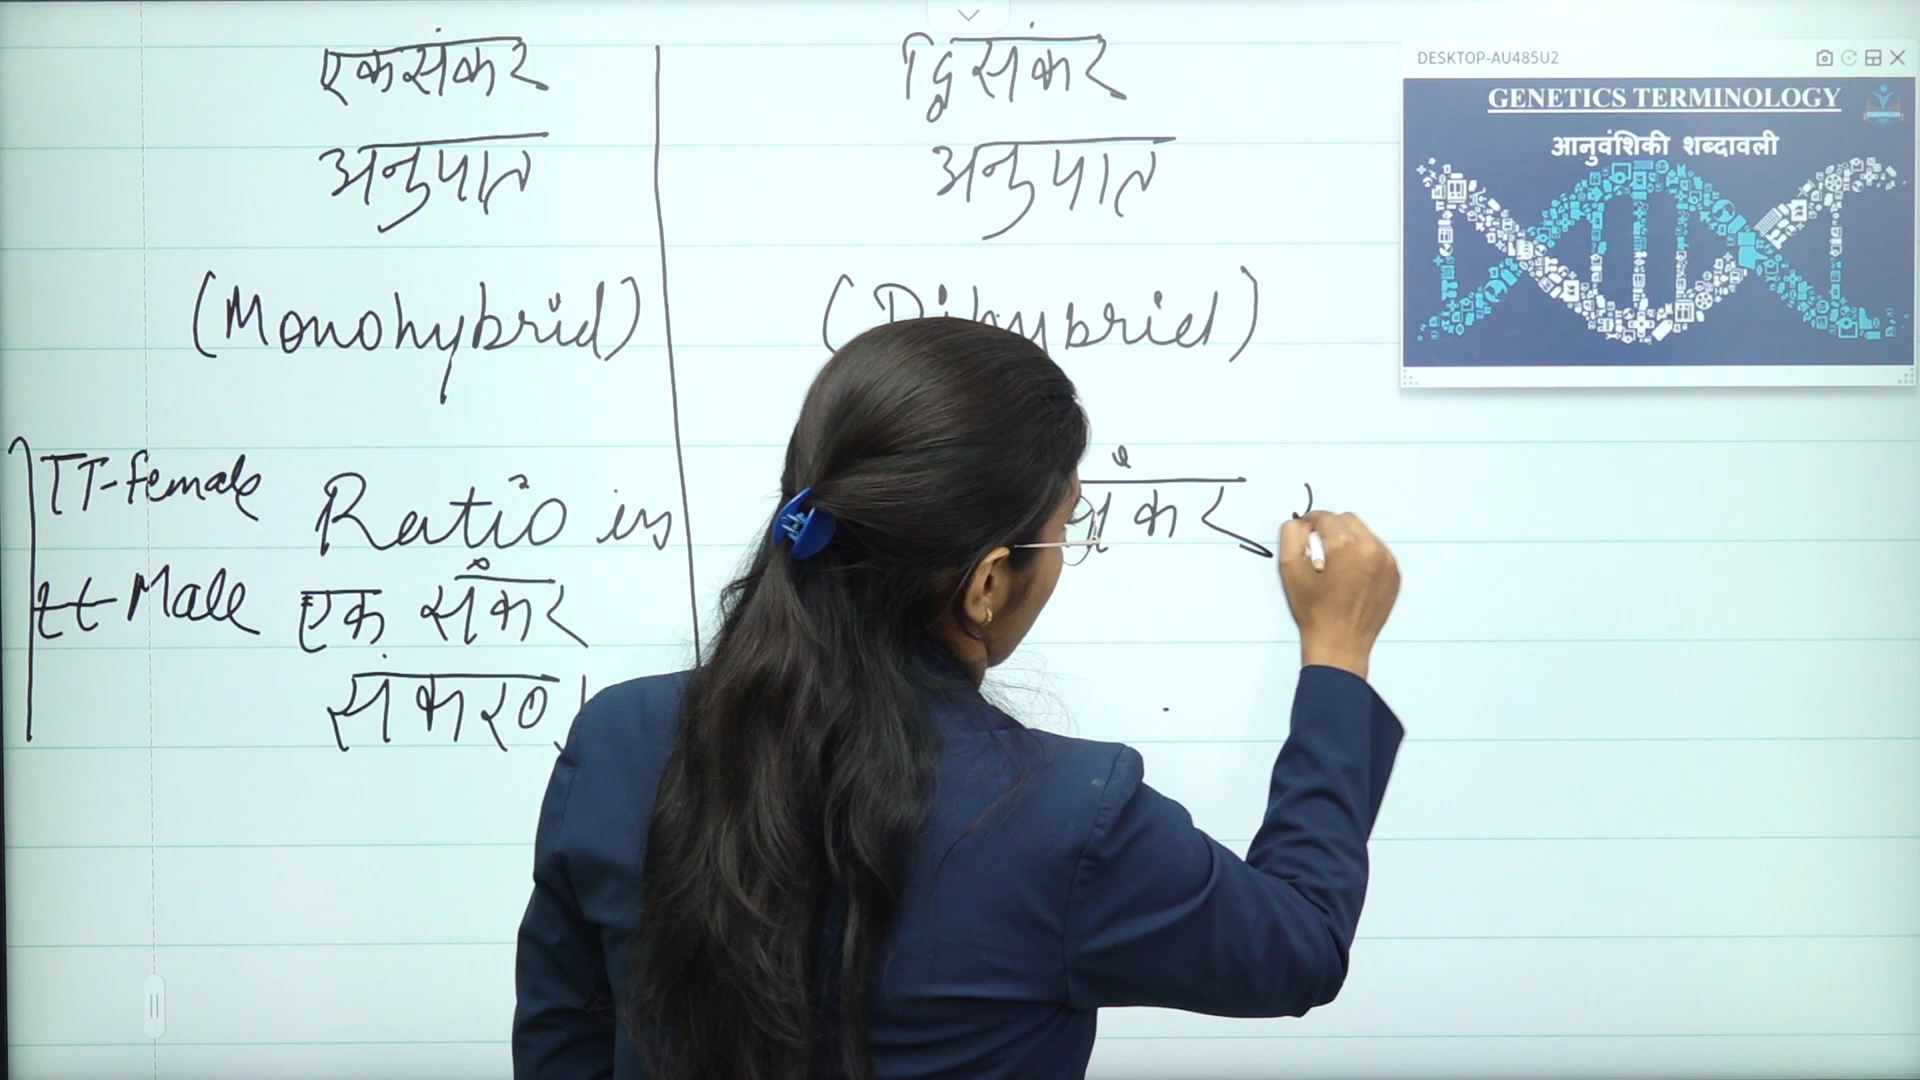 एकसंकर
अनुपात
(Monohybrid)
TT-female
Ratio is
tt Male
एक संकर
संकरण
द्विसंकर
अनुपात
(Dihybrid)
DESKTOP-AU485U2
GENETICS TERMINOLOGY
आनुवंशिकी शब्दावली